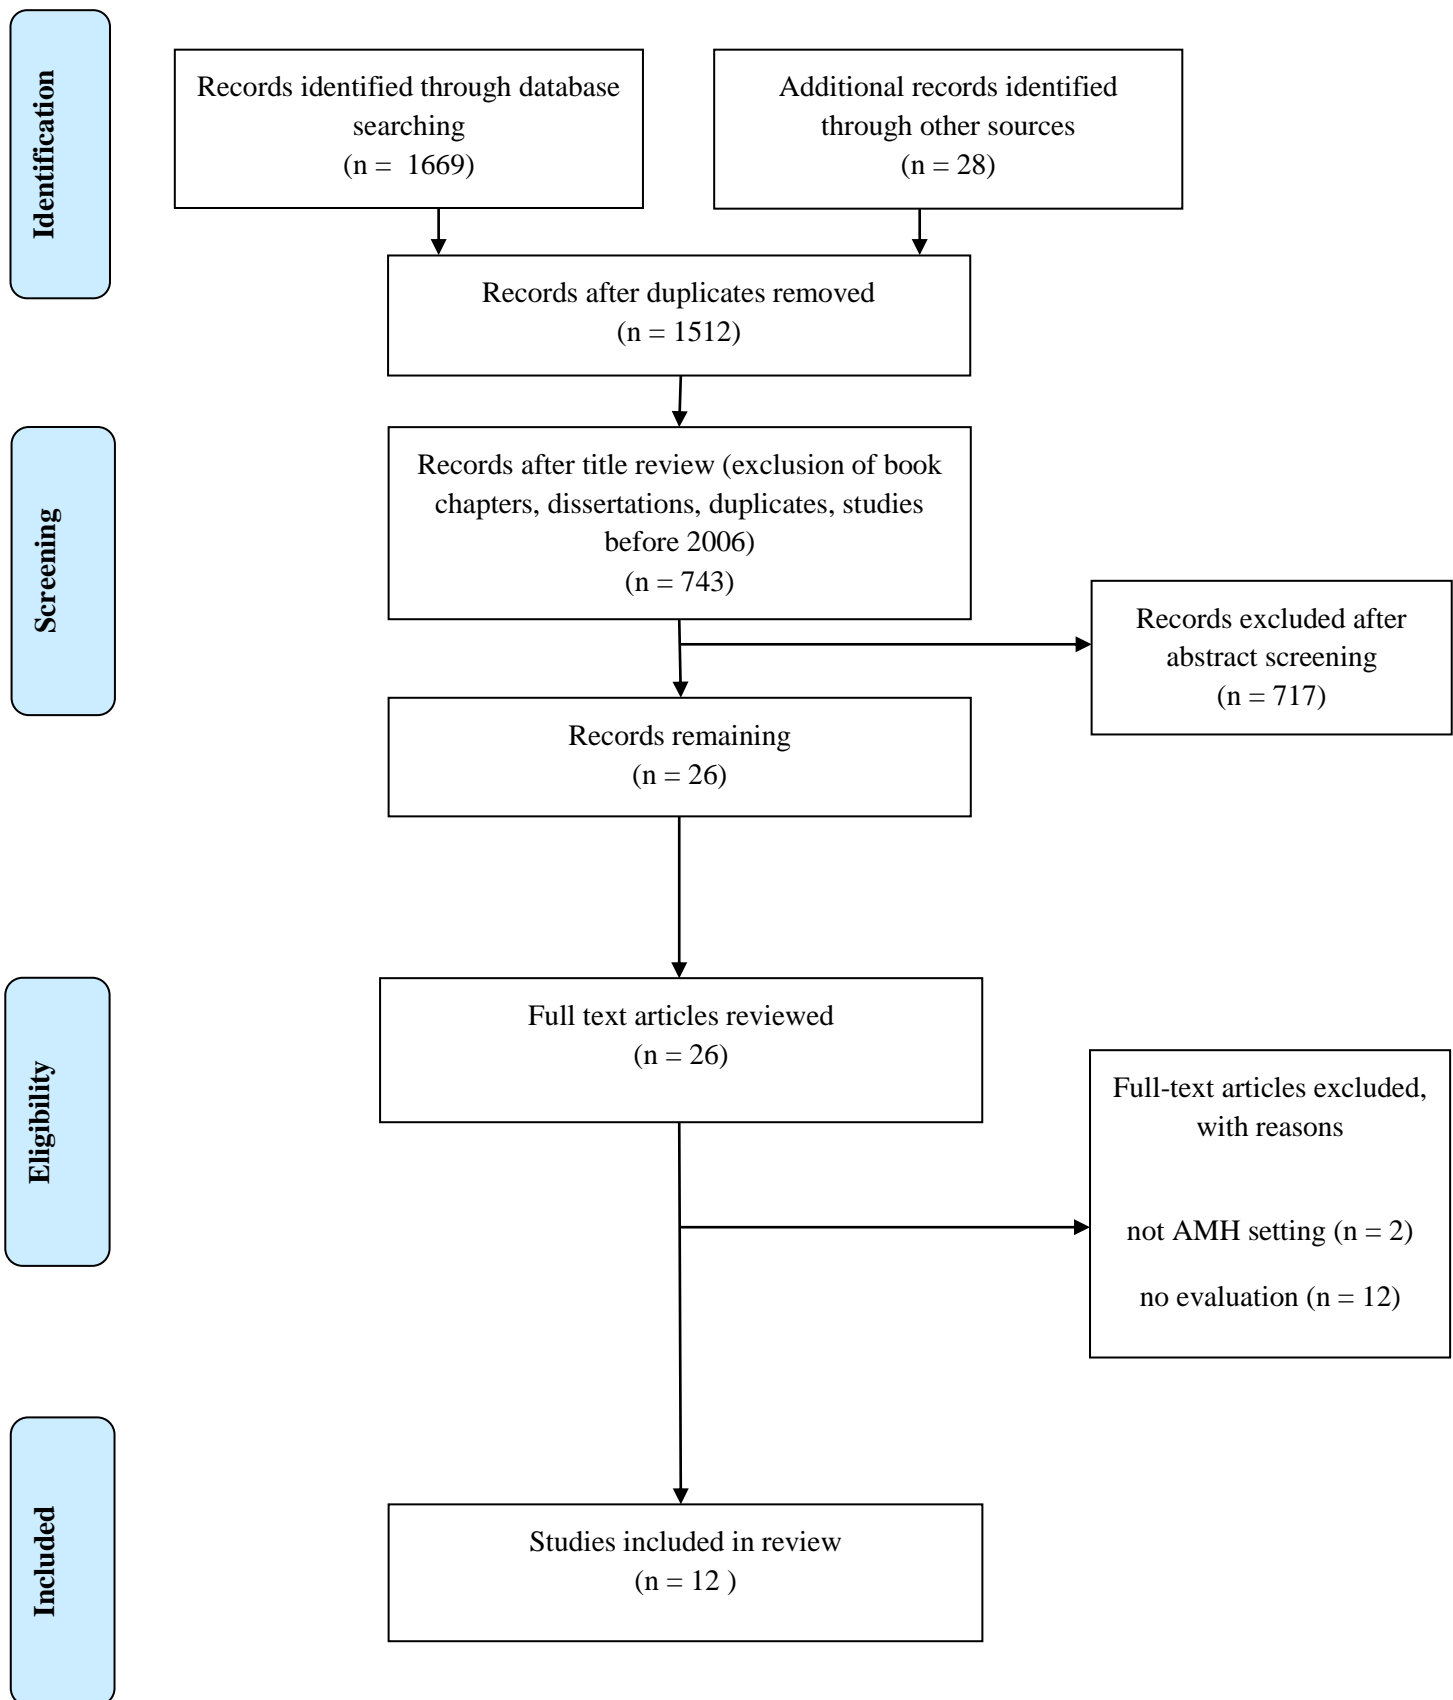 Identification
Records identified through database
searching
(n =  1669)
Additional records identified
through other sources
(n = 28)
Records after duplicates removed
(n = 1512)
Screening
Records after title review (exclusion of book
chapters, dissertations, duplicates, studies
before 2006)
(n = 743)
Records excluded after
abstract screening
(n = 717)
Records remaining
(n = 26)
Eligibility
Full text articles reviewed
(n = 26)
Full-text articles excluded,
with reasons
not AMH setting (n = 2)
no evaluation (n = 12)
Included
Studies included in review
(n = 12 )